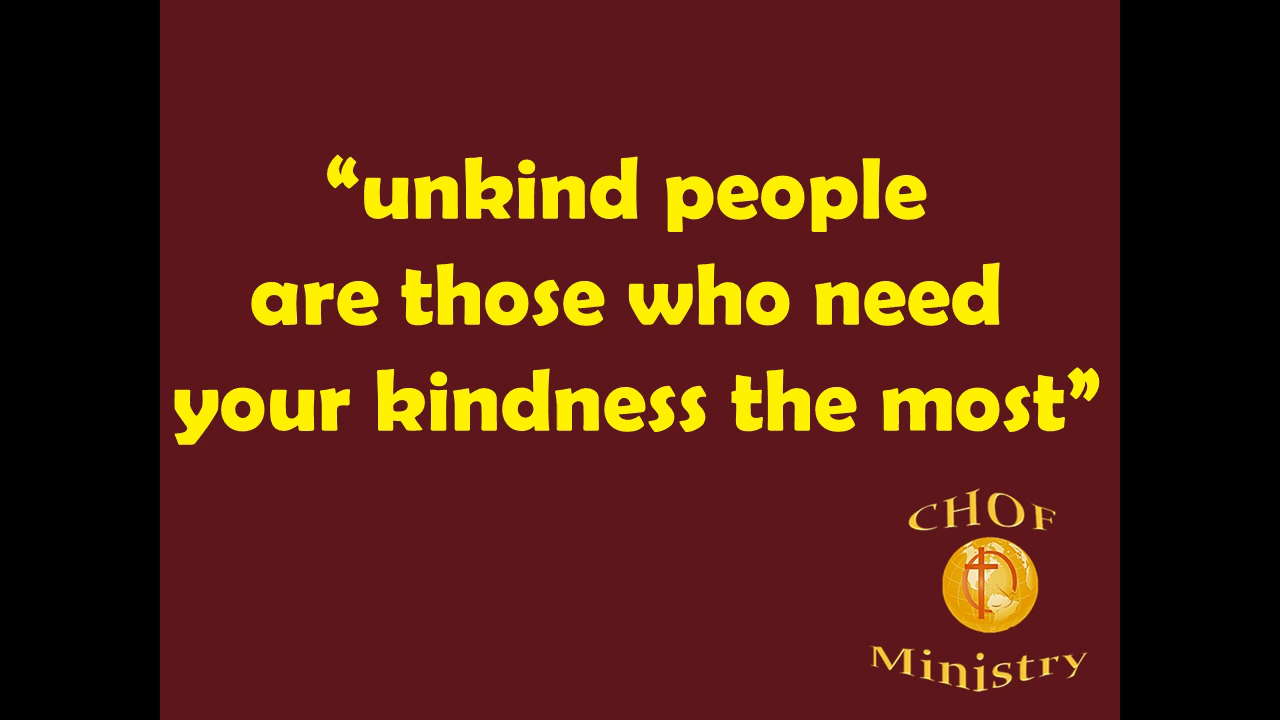 “unkind people
are those who need
your kindness the most”
CHOF
Ministry